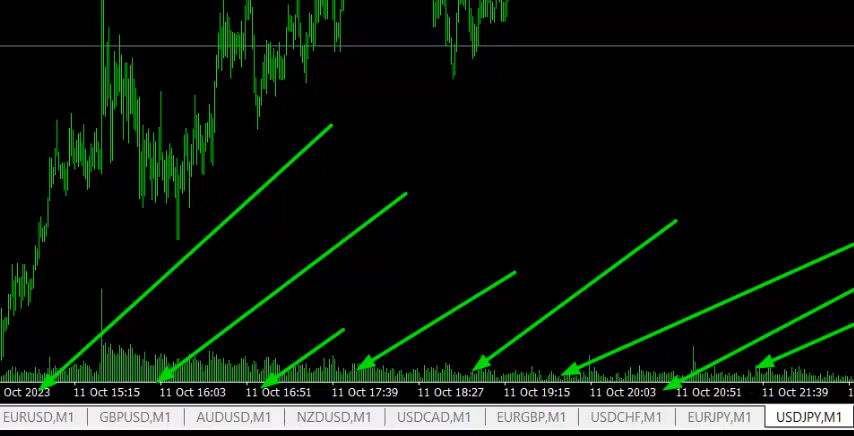 Oct 2023 11 Oct 15:15 11 Oct 16:03 11 Oct 16:51 11 Oct 17:39 11 Oct 18:27 11 Oct 19:15 11 Oct 20:03 11 Oct 20:51 11 Oct 21:39
EURUSD,M1 GBPUSD,M1 AUDUSD,M1 NZDUSD,M1 USDCAD,M1 EURGBP,M1 USDCHF,M1 EURJPY,M1 USDJPY,M1